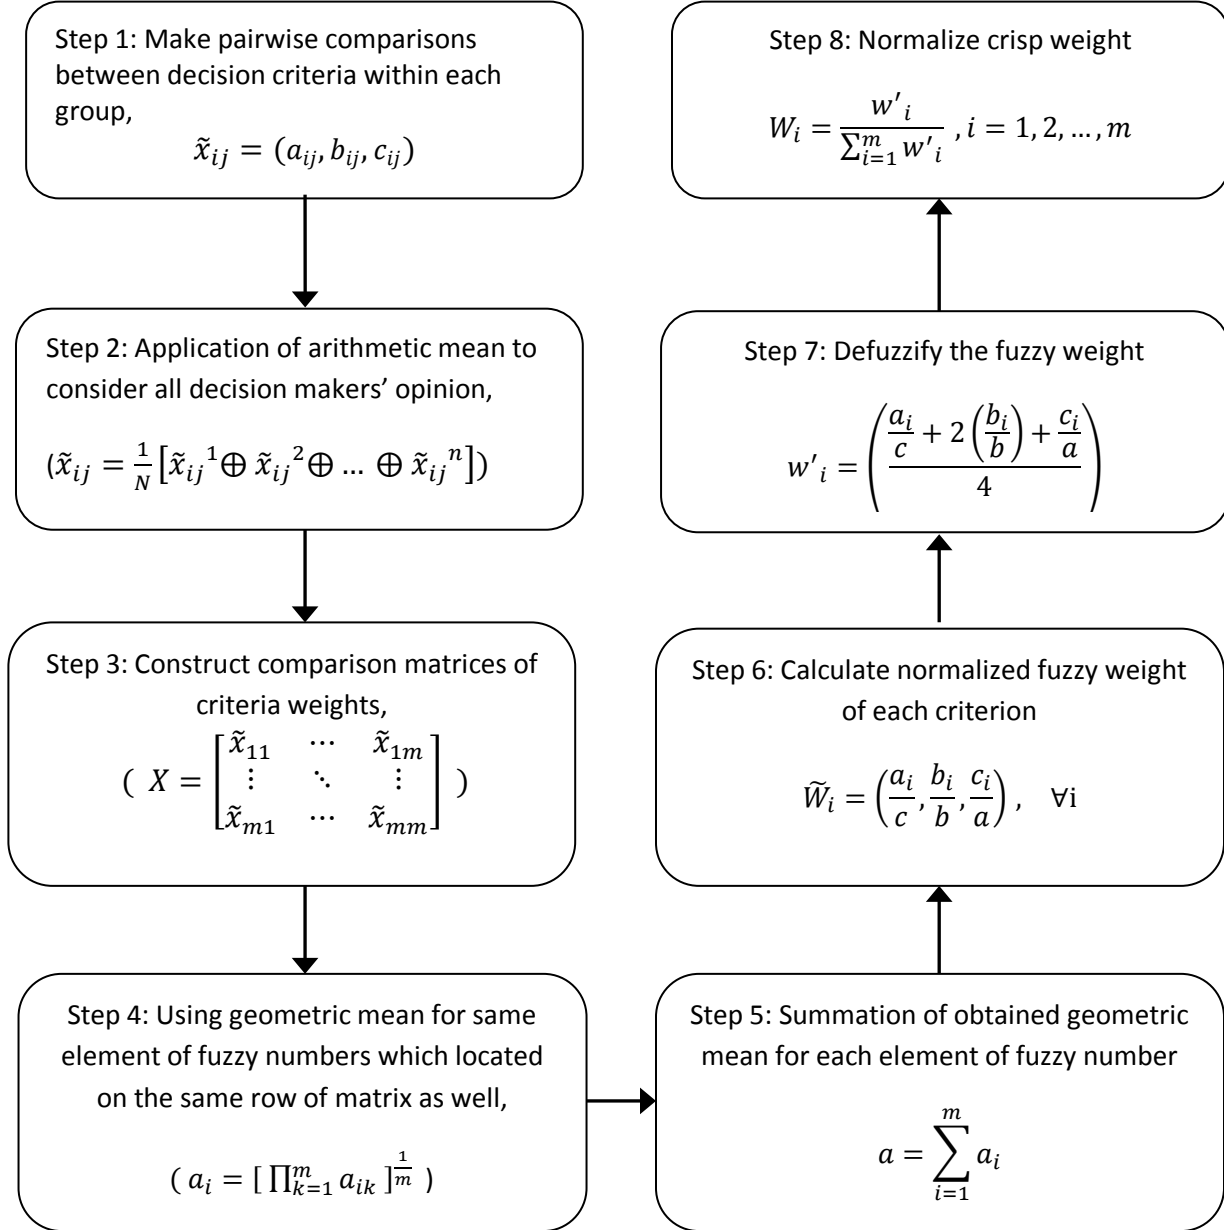 Step 1: Make pairwise comparisons
between decision criteria within each
group,
x̃ᵢⱼ = (aᵢⱼ, bᵢⱼ, cᵢⱼ)
Step 2: Application of arithmetic mean to
consider all decision makers’ opinion,
(x̃ᵢⱼ = 1/N [x̃ᵢⱼ¹ ⊕ x̃ᵢⱼ² ⊕ … ⊕ x̃ᵢⱼⁿ])
Step 3: Construct comparison matrices of
criteria weights,
( X = [ x̃₁₁ ⋯ x̃₁ₘ
⋮ ⋱ ⋮
x̃ₘ₁ ⋯ x̃ₘₘ ] )
Step 4: Using geometric mean for same
element of fuzzy numbers which located
on the same row of matrix as well,
( aᵢ = [ ∏ₖ₌₁ᵐ aᵢₖ ]^(1/m) )
Step 5: Summation of obtained geometric
mean for each element of fuzzy number
a = ∑ᵢ₌₁ᵐ aᵢ
Step 6: Calculate normalized fuzzy weight
of each criterion
W̃ᵢ = (aᵢ/c, bᵢ/b, cᵢ/a) , ∀i
Step 7: Defuzzify the fuzzy weight
w′ᵢ = ((aᵢ/c + 2(bᵢ/b) + cᵢ/a)/4)
Step 8: Normalize crisp weight
Wᵢ = w′ᵢ / ∑ᵢ₌₁ᵐ w′ᵢ , i = 1, 2, … , m